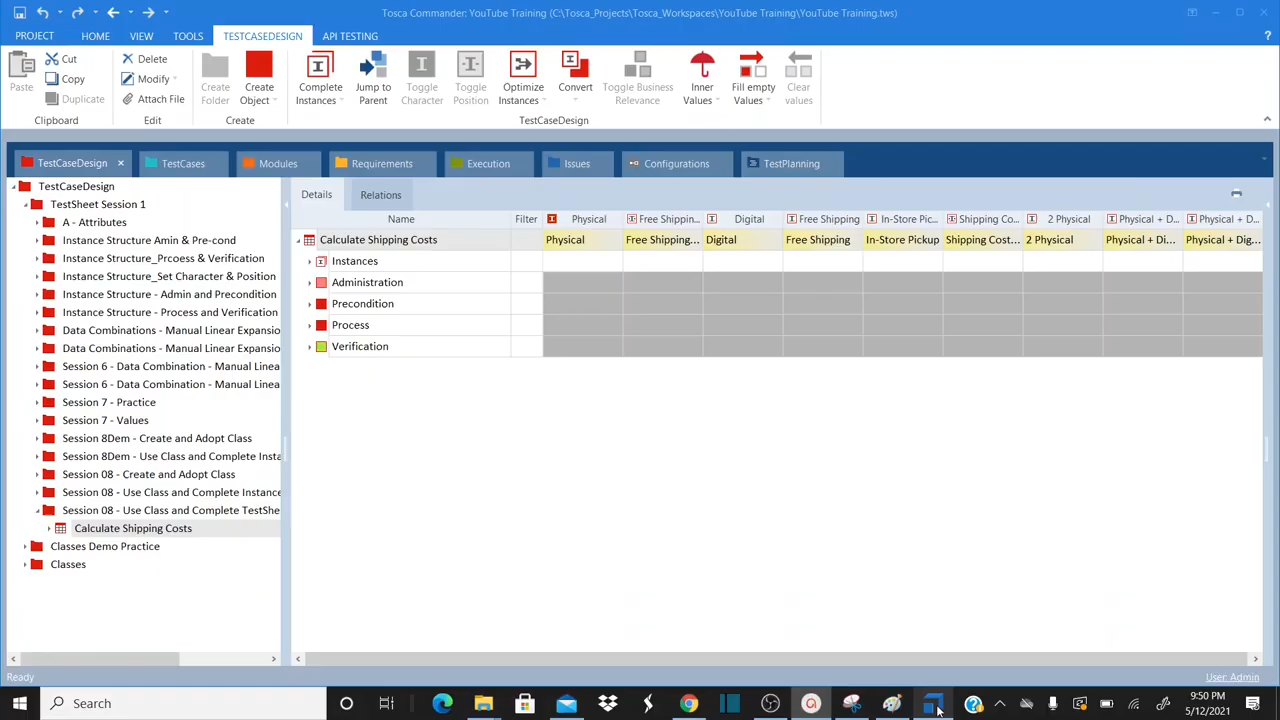 Tosca Commander: YouTube Training (C:\Tosca_Projects\Tosca_Workspaces\YouTube Training\YouTube Training.tws)
PROJECT HOME VIEW TOOLS TESTCASEDESIGN API TESTING
Paste
Cut
Copy
Duplicate
Clipboard
Delete
Modify
Attach File
Edit
Create Folder
Create Object
Create
Complete Instances
Jump to Parent
Toggle Character
Toggle Position
Optimize Instances
Convert
Toggle Business Relevance
Inner Values
Fill empty Values
Clear values
TestCaseDesign
TestCaseDesign × TestCases Modules Requirements Execution Issues Configurations TestPlanning
TestCaseDesign
TestSheet Session 1
A - Attributes
Instance Structure Amin & Pre-cond
Instance Structure_Prcoess & Verification
Instance Structure_Set Character & Position
Instance Structure - Admin and Precondition
Instance Structure - Process and Verification
Data Combinations - Manual Linear Expansio
Data Combinations - Manual Linear Expansio
Session 6 - Data Combination - Manual Linea
Session 6 - Data Combination - Manual Linea
Session 7 - Practice
Session 7 - Values
Session 8Dem - Create and Adopt Class
Session 8Dem - Use Class and Complete Insta
Session 08 - Create and Adopt Class
Session 08 - Use Class and Complete Instance
Session 08 - Use Class and Complete TestShe
Calculate Shipping Costs
Classes Demo Practice
Classes
Details Relations
Name Filter Physical Free Shippin... Digital Free Shipping In-Store Pic... Shipping Co... 2 Physical Physical + D... Physical + D...
Calculate Shipping Costs Physical Free Shipping... Digital Free Shipping In-Store Pickup Shipping Cost... 2 Physical Physical + Di... Physical + Dig...
Instances
Administration
Precondition
Process
Verification
Ready User: Admin
Search
9:50 PM
5/12/2021